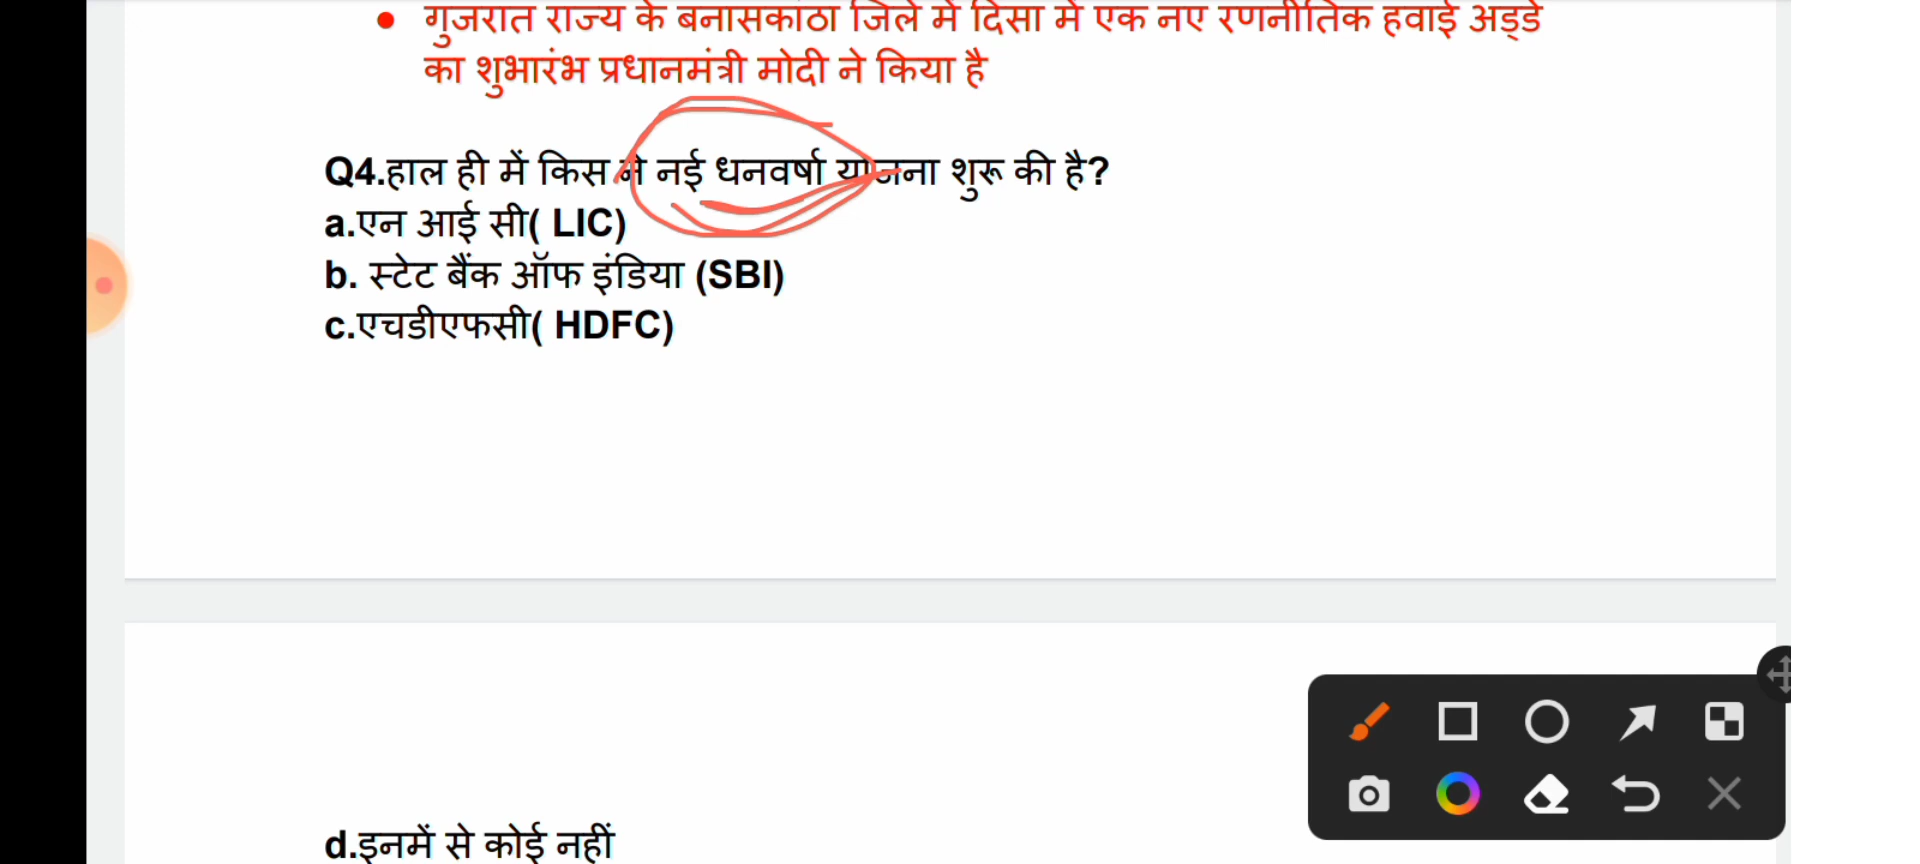 गुजरात राज्य के बनासकांठा जिले में दिसा में एक नए रणनीतिक हवाई अड्डे
का शुभारंभ प्रधानमंत्री मोदी ने किया है
Q4.हाल ही में किस ने नई धनवर्षा योजना शुरू की है?
a.एन आई सी( LIC)
b. स्टेट बैंक ऑफ इंडिया (SBI)
c.एचडीएफसी( HDFC)
d.इनमें से कोई नहीं